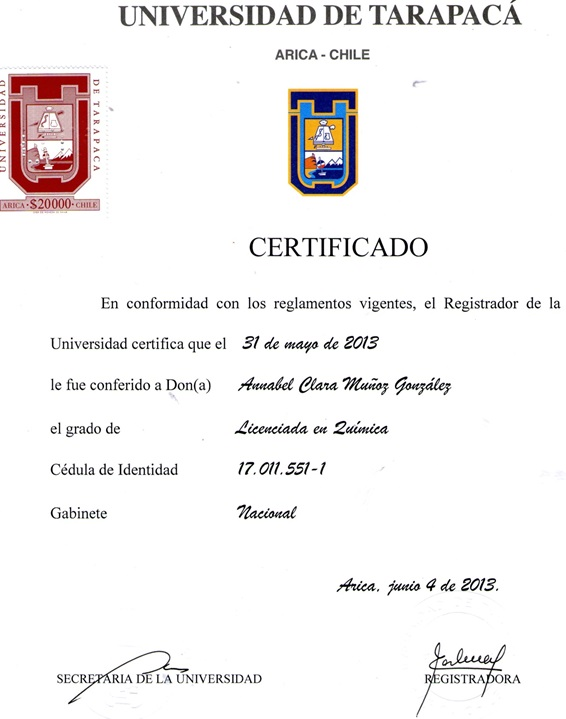 UNIVERSIDAD DE TARAPACÁ
ARICA - CHILE
UNIVERSIDAD
DE TARAPACA
ARICA · $20000 · CHILE
CERTIFICADO
En conformidad con los reglamentos vigentes, el Registrador de la
Universidad certifica que el 31 de mayo de 2013
le fue conferido a Don(a) Annabel Clara Muñoz González
el grado de Licenciada en Química
Cédula de Identidad 17.011.551-1
Gabinete Nacional
Arica, junio 4 de 2013.
SECRETARIA DE LA UNIVERSIDAD
REGISTRADORA